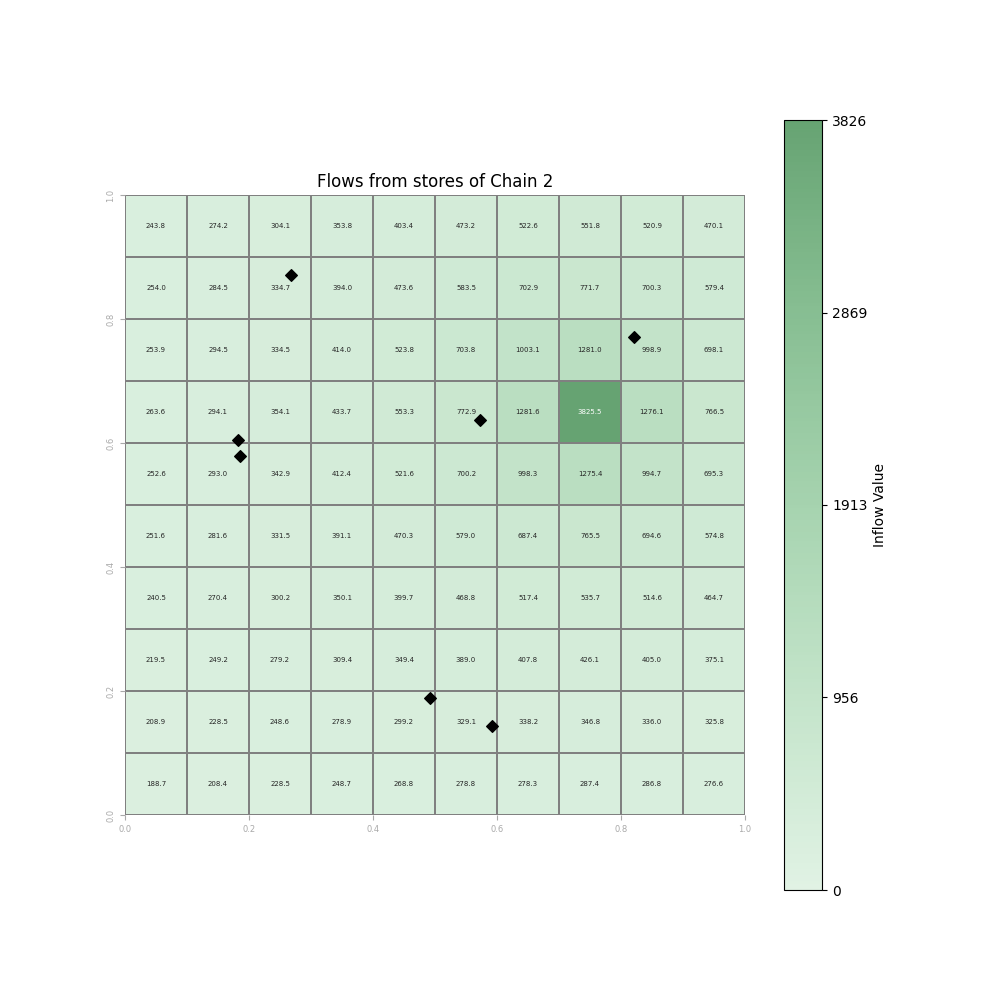 Flows from stores of Chain 2
1.0
243.8 274.2 304.1 353.8 403.4 473.2 522.6 551.8 520.9 470.1
254.0 284.5 334.7 394.0 473.6 583.5 702.9 771.7 700.3 579.4
0.8
253.9 294.5 334.5 414.0 523.8 703.8 1003.1 1281.0 998.9 698.1
263.6 294.1 354.1 433.7 553.3 772.9 1281.6 3825.5 1276.1 766.5
0.6
252.6 293.0 342.9 412.4 521.6 700.2 998.3 1275.4 994.7 695.3
251.6 281.6 331.5 391.1 470.3 579.0 687.4 765.5 694.6 574.8
0.4
240.5 270.4 300.2 350.1 399.7 468.8 517.4 535.7 514.6 464.7
219.5 249.2 279.2 309.4 349.4 389.0 407.8 426.1 405.0 375.1
0.2
208.9 228.5 248.6 278.9 299.2 329.1 338.2 346.8 336.0 325.8
188.7 208.4 228.5 248.7 268.8 278.8 278.3 287.4 286.8 276.6
0.0
0.0 0.2 0.4 0.6 0.8 1.0
3826
2869
1913
956
0
Inflow Value